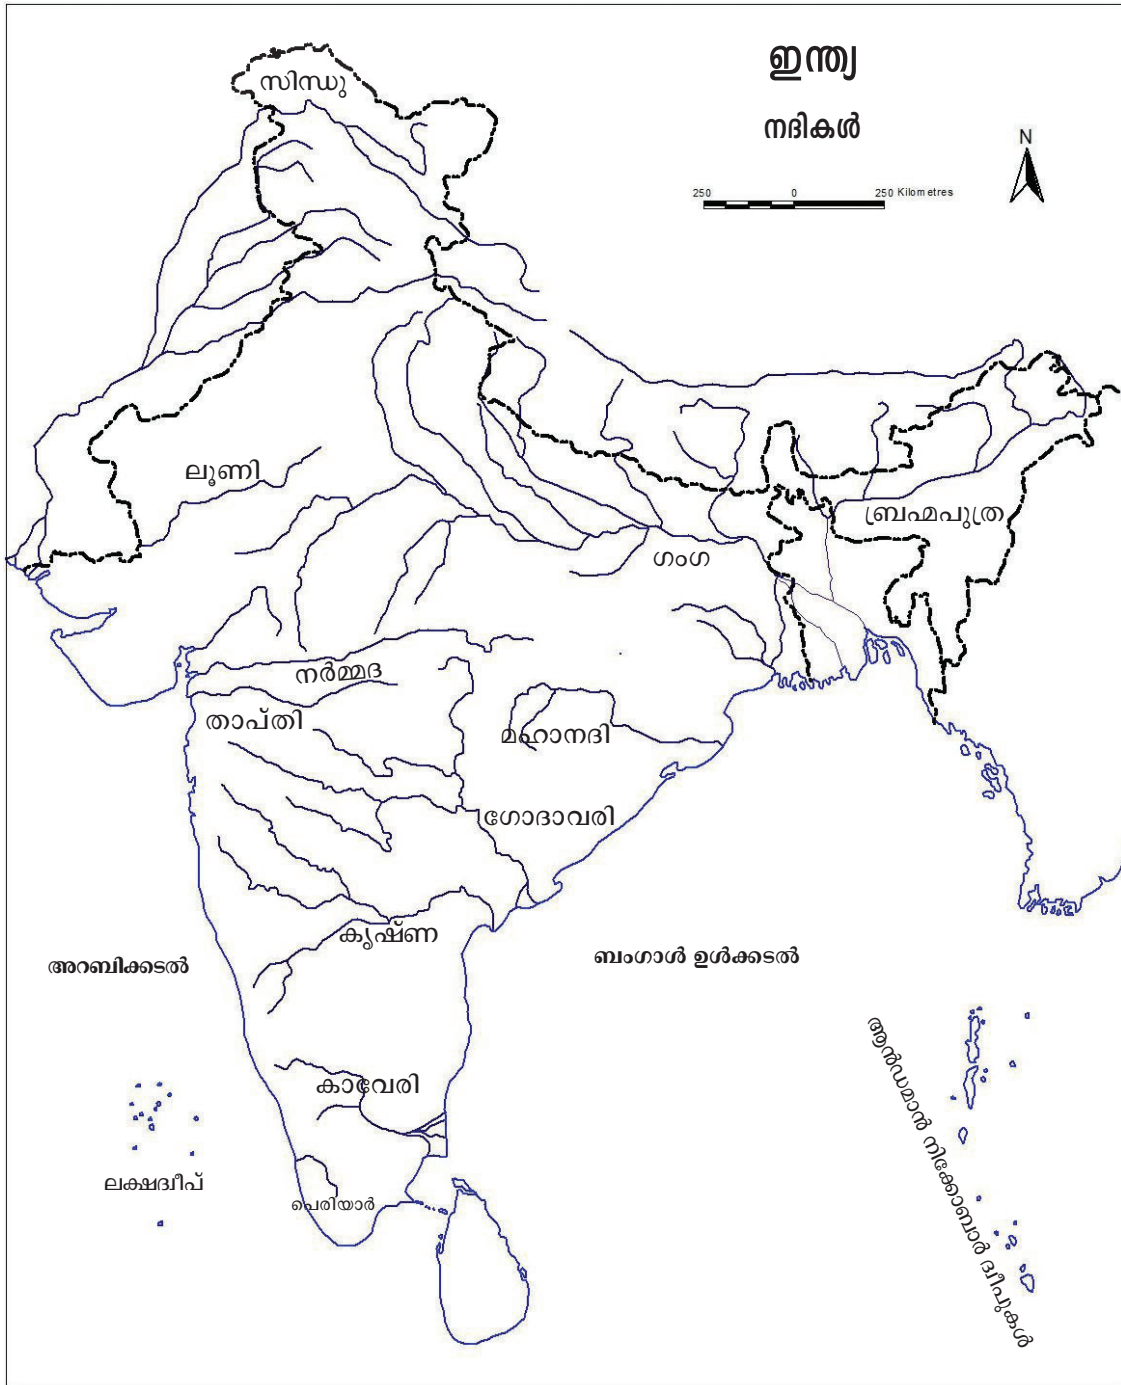 ഇന്ത്യ
നദികൾ
N
250 0 250 Kilometres
സിന്ധു
ലൂണി
ബ്രഹ്മപുത്ര
ഗംഗ
നർമ്മദ
താപ്തി
മഹാനദി
ഗോദാവരി
കൃഷ്ണ
അറബിക്കടൽ
ബംഗാൾ ഉൾക്കടൽ
കാവേരി
ആൻഡമാൻ നിക്കോബാർ ദ്വീപുകൾ
ലക്ഷദ്വീപ്
പെരിയാർ